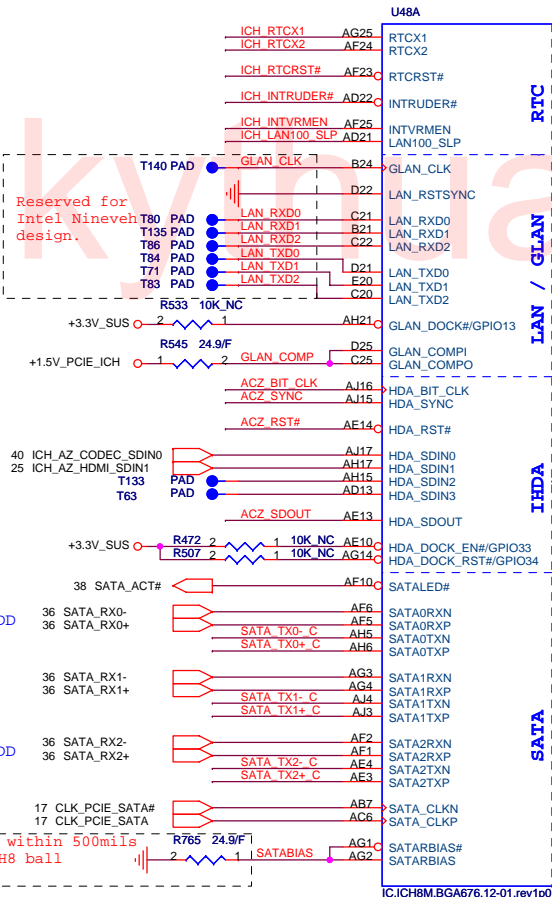 U48A
ICH_RTCX1 AG25 RTCX1
ICH_RTCX2 AF24 RTCX2
ICH_RTCRST# AF23 RTCRST#
ICH_INTRUDER# AD22 INTRUDER#
ICH_INTVRMEN AF25 INTVRMEN
ICH_LAN100_SLP AD21 LAN100_SLP
RTC
T140 PAD GLAN_CLK B24 GLAN_CLK
D22 LAN_RSTSYNC
Reserved for
Intel Nineveh
design.
T80 PAD LAN_RXD0 C21 LAN_RXD0
T135 PAD LAN_RXD1 B21 LAN_RXD1
T86 PAD LAN_RXD2 C22 LAN_RXD2
T84 PAD LAN_TXD0 D21 LAN_TXD0
T71 PAD LAN_TXD1 E20 LAN_TXD1
T83 PAD LAN_TXD2 C20 LAN_TXD2
LAN / GLAN
R533 10K_NC
+3.3V_SUS 2 1 AH21 GLAN_DOCK#/GPIO13
R545 24.9/F
+1.5V_PCIE_ICH 1 2 GLAN_COMP
D25 GLAN_COMPI
C25 GLAN_COMPO
ACZ_BIT_CLK AJ16 HDA_BIT_CLK
ACZ_SYNC AJ15 HDA_SYNC
ACZ_RST# AE14 HDA_RST#
40 ICH_AZ_CODEC_SDIN0 AJ17 HDA_SDIN0
25 ICH_AZ_HDMI_SDIN1 AH17 HDA_SDIN1
T133 PAD AH15 HDA_SDIN2
T63 PAD AD13 HDA_SDIN3
IHDA
ACZ_SDOUT AE13 HDA_SDOUT
+3.3V_SUS R472 2 1 10K_NC AE10 HDA_DOCK_EN#/GPIO33
R507 2 1 10K_NC AG14 HDA_DOCK_RST#/GPIO34
38 SATA_ACT# AF10 SATALED#
36 SATA_RX0- AF6 SATA0RXN
36 SATA_RX0+ AF5 SATA0RXP
SATA_TX0-_C AH5 SATA0TXN
SATA_TX0+_C AH6 SATA0TXP
36 SATA_RX1- AG3 SATA1RXN
36 SATA_RX1+ AG4 SATA1RXP
SATA_TX1-_C AJ4 SATA1TXN
SATA_TX1+_C AJ3 SATA1TXP
SATA
36 SATA_RX2- AF2 SATA2RXN
36 SATA_RX2+ AF1 SATA2RXP
SATA_TX2-_C AE4 SATA2TXN
SATA_TX2+_C AE3 SATA2TXP
17 CLK_PCIE_SATA# AB7 SATA_CLKN
17 CLK_PCIE_SATA AC6 SATA_CLKP
within 500mils
H8 ball
R765 24.9/F
2 1 SATABIAS
AG1 SATARBIAS#
AG2 SATARBIAS
IC,ICH8M,BGA676,12-01,rev1p0